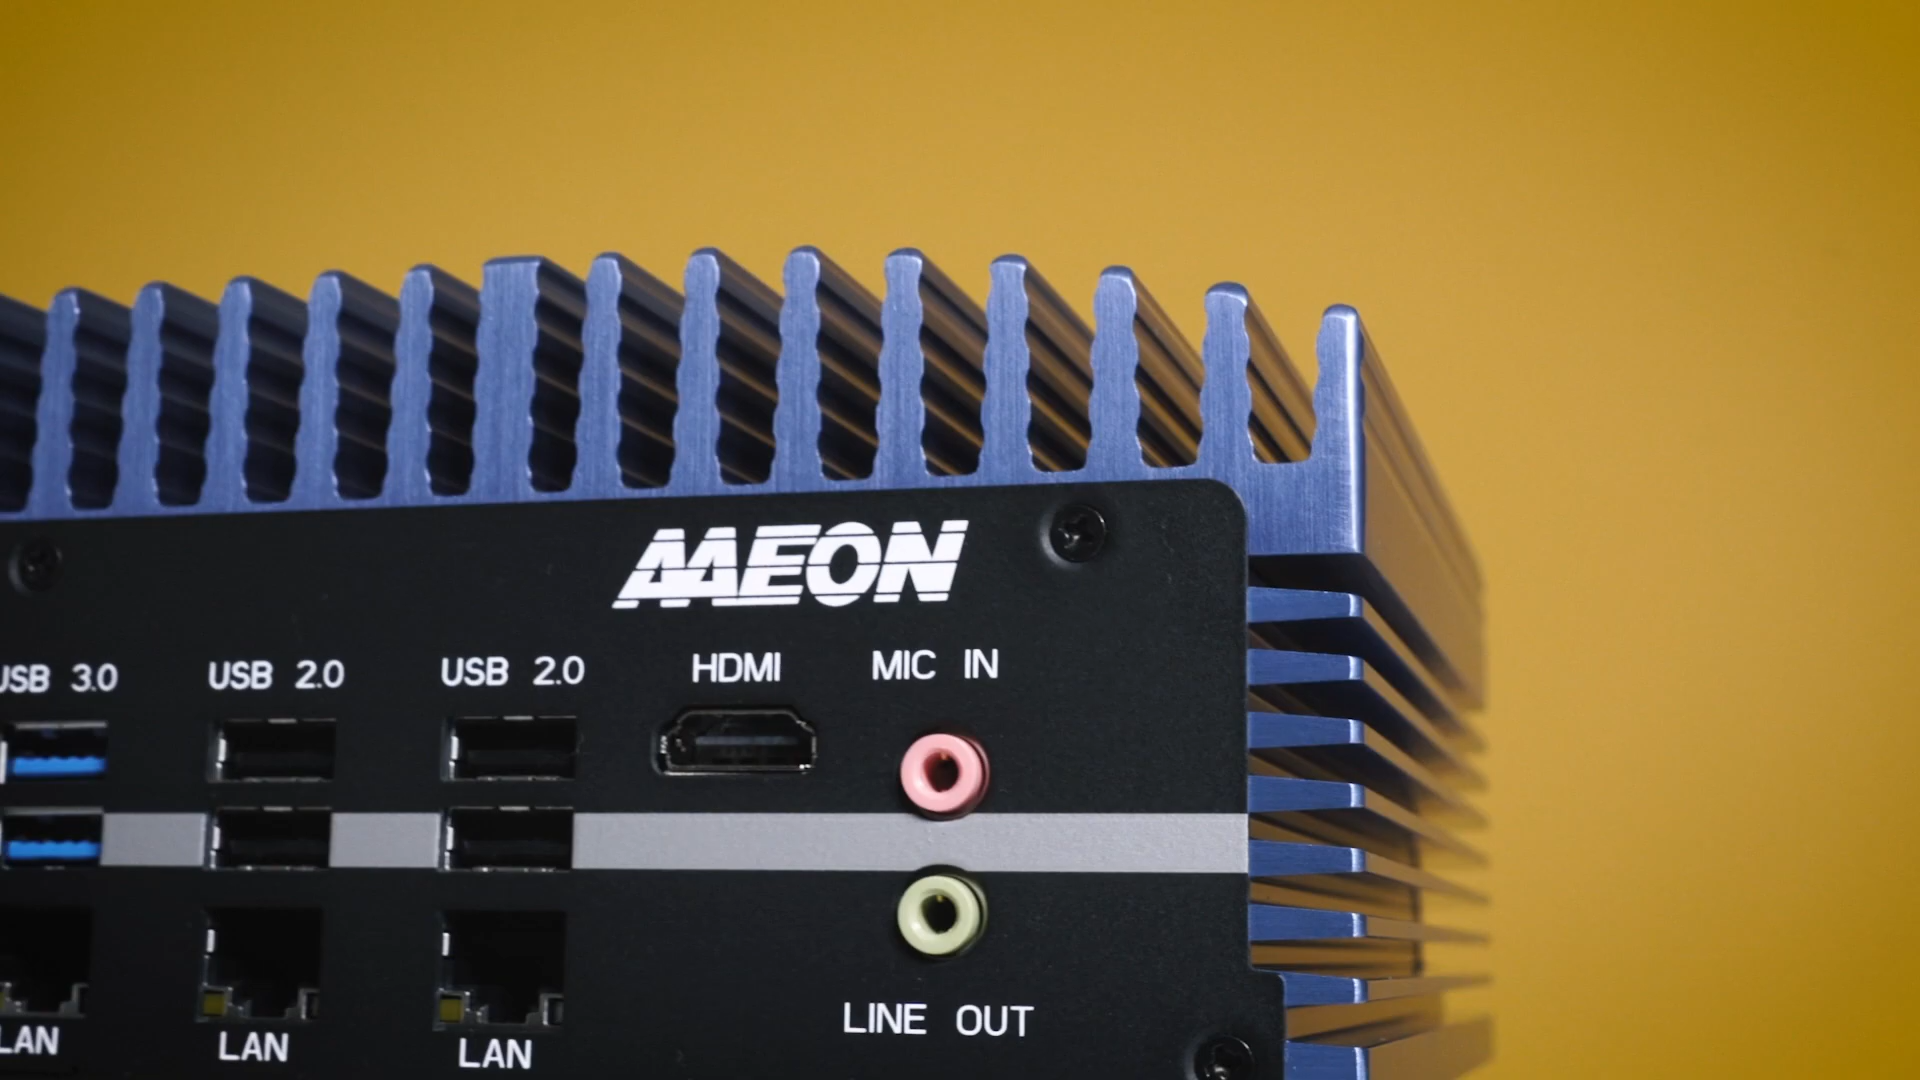 AAEON
USB 3.0 USB 2.0 USB 2.0 HDMI MIC IN
LAN LAN LAN LINE OUT